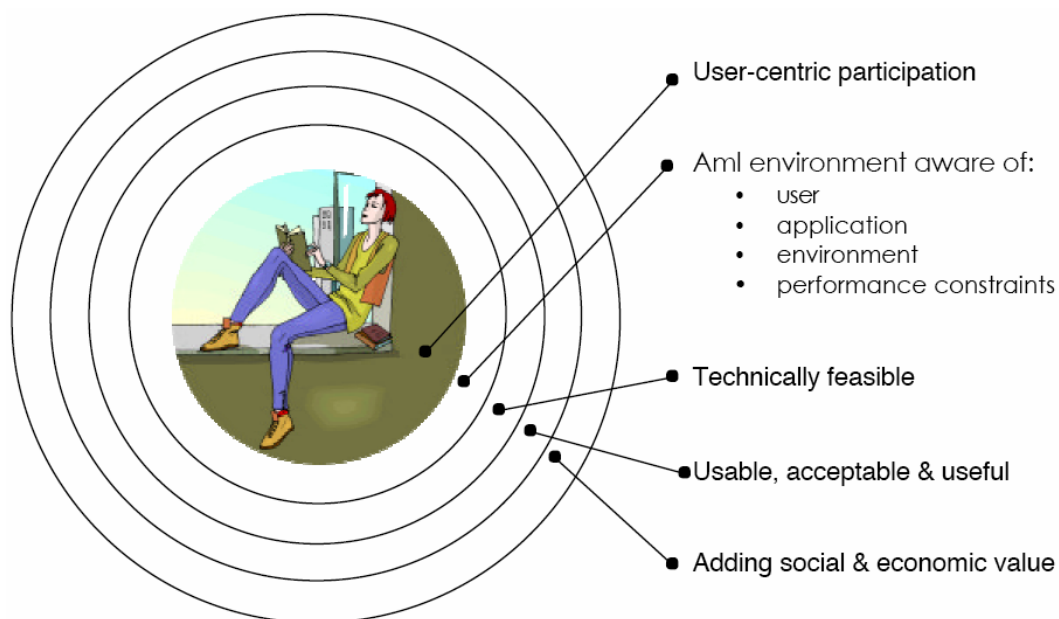 User-centric participation
AmI environment aware of:
• user
• application
• environment
• performance constraints
Technically feasible
Usable, acceptable & useful
Adding social & economic value